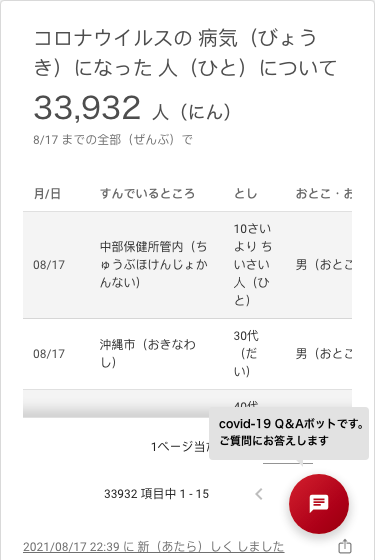 コロナウイルスの 病気（びょう
き）になった 人（ひと）について
33,932 人（にん）
8/17 までの全部（ぜんぶ）で
月/日 すんでいるところ とし おとこ・お
08/17 中部保健所管内（ちゅうぶほけんじょかんない） 10さいより ちいさい人（ひと） 男（おとこ
08/17 沖縄市（おきなわし） 30代（だい） 男（おとこ
40代
covid-19 Q&Aボットです。
ご質問にお答えします
1ページ当
33932 項目中 1 - 15
2021/08/17 22:39 に 新（あたら）しく しました